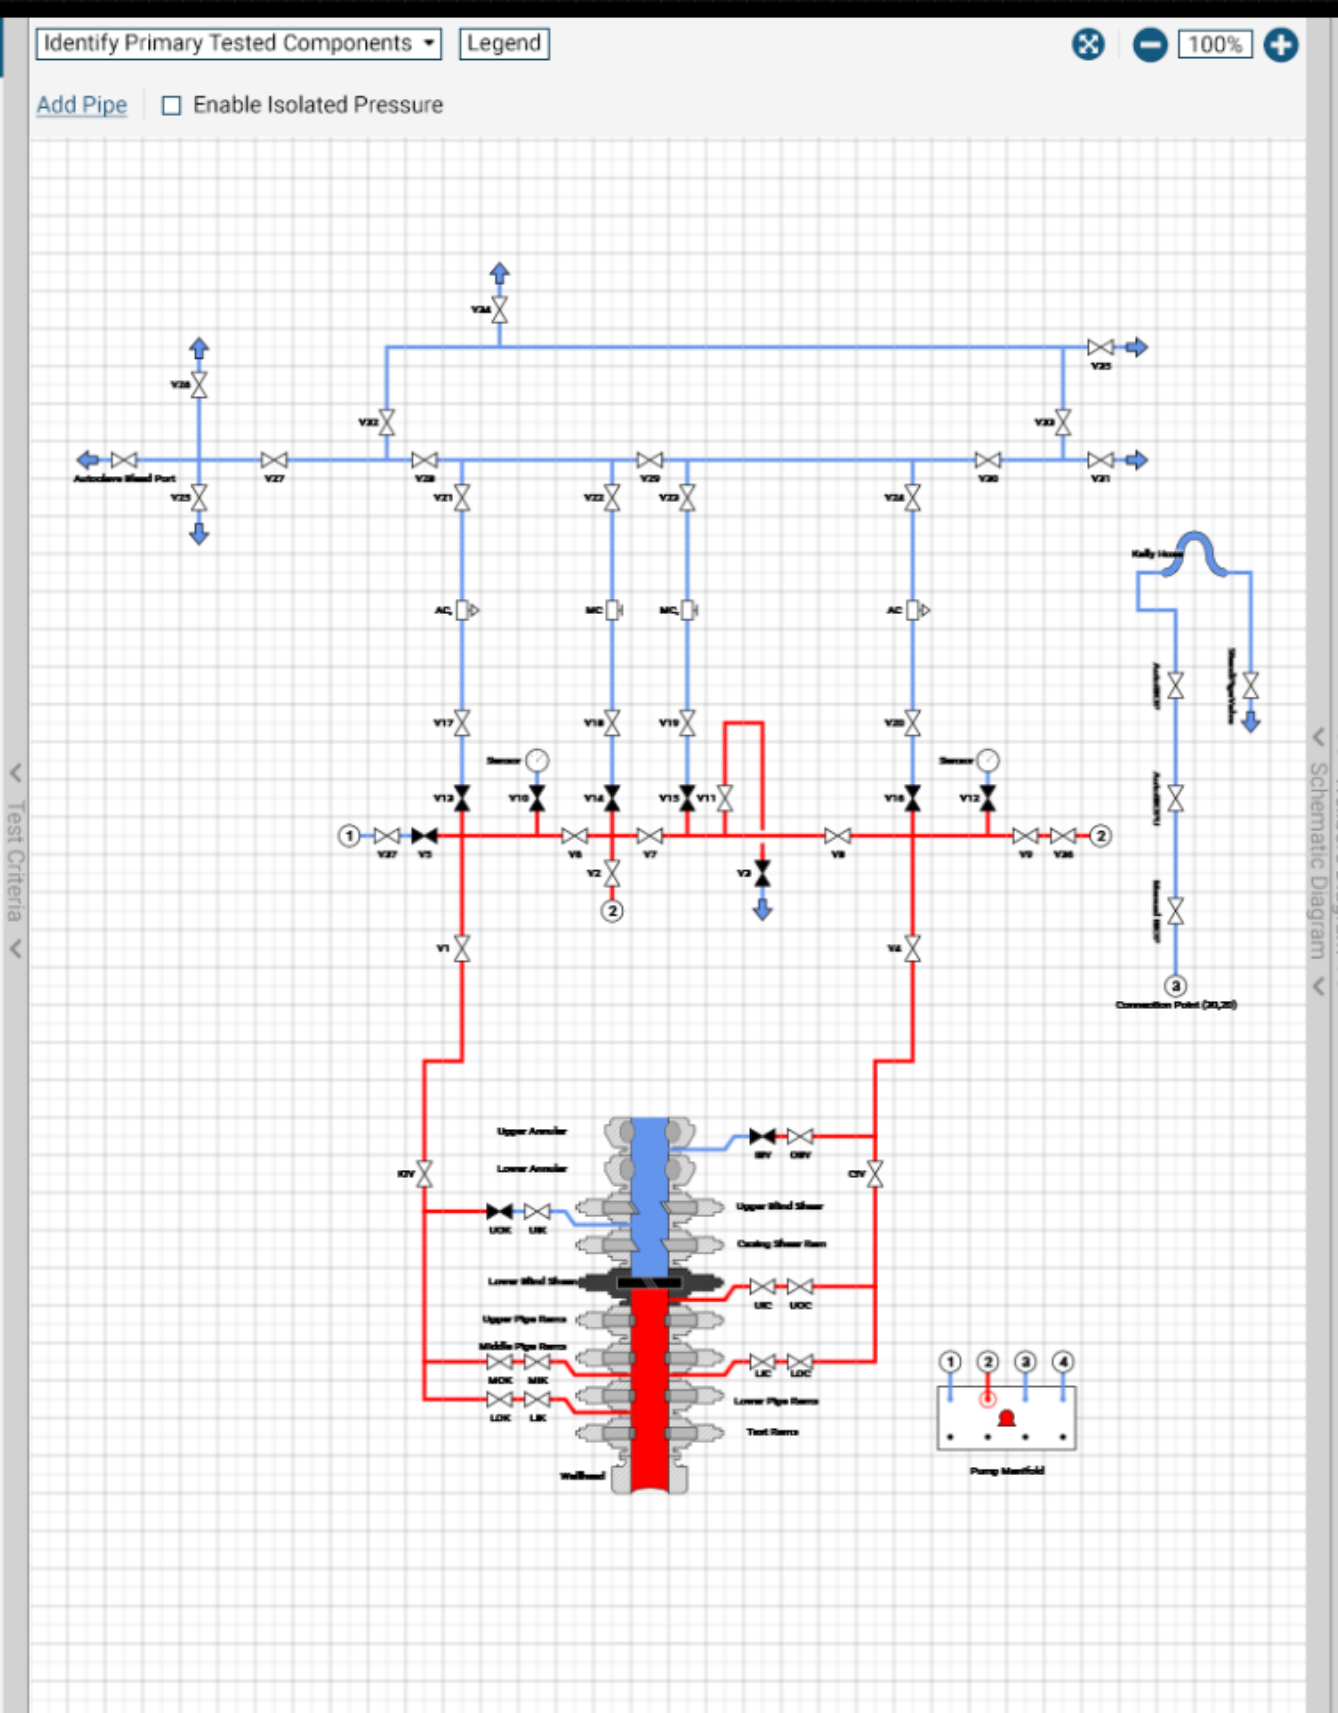 Identify Primary Tested Components
Legend
100%
Add Pipe
Enable Isolated Pressure
V34
V35
V26
V32
V33
Autoclave Bleed Port
V27
V28
V29
V30
V31
V25
V21
V22
V23
V24
Kelly Hose
MC
AC
V17
V18
V19
V20
Sensor
Sensor
V13
V10
V14
V15
V11
V16
V12
1
V37
V5
V6
V7
V8
V9
V36
2
V2
V3
2
V1
V4
3
Connection Point (30,20)
Test Criteria
Schematic Diagram
Upper Annular
Lower Annular
Upper Blind Shear
Casing Shear Ram
Lower Blind Shear
UOK
UIK
UIC
UOC
Upper Pipe Rams
Middle Pipe Rams
MOK
MIK
LIC
LOC
LOK
LIK
Lower Pipe Rams
Test Rams
Wellhead
1
2
3
4
Pump Manifold